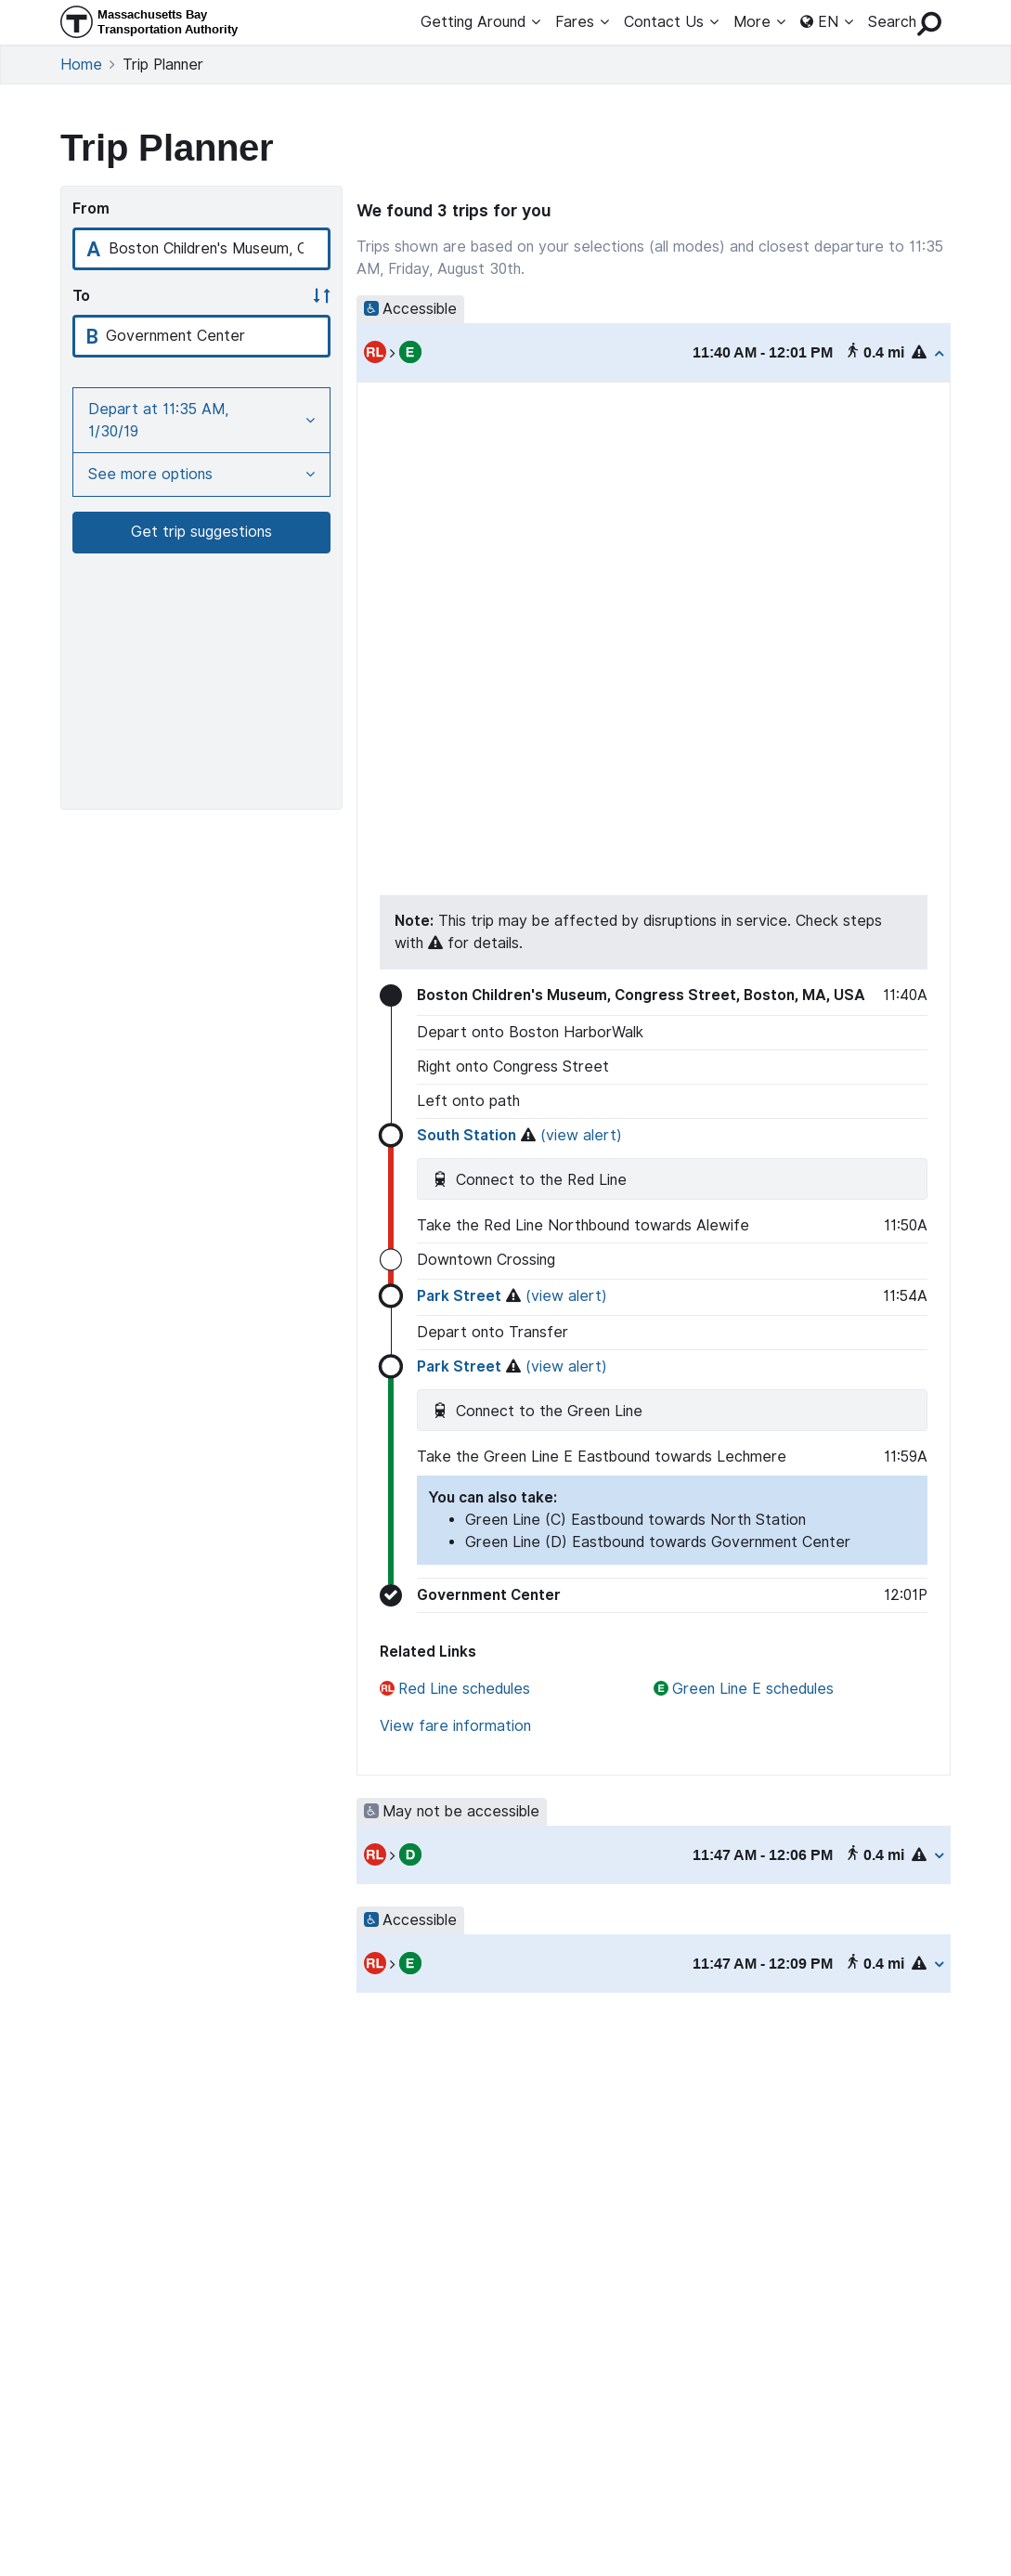 Massachusetts Bay
Transportation Authority
Getting Around Fares Contact Us More EN Search
Home Trip Planner
Trip Planner
From
A Boston Children's Museum, C
To
B Government Center
Depart at 11:35 AM,
1/30/19
See more options
Get trip suggestions
We found 3 trips for you
Trips shown are based on your selections (all modes) and closest departure to 11:35
AM, Friday, August 30th.
Accessible
RL E 11:40 AM - 12:01 PM 0.4 mi
Note: This trip may be affected by disruptions in service. Check steps
with for details.
Boston Children's Museum, Congress Street, Boston, MA, USA 11:40A
Depart onto Boston HarborWalk
Right onto Congress Street
Left onto path
South Station (view alert)
Connect to the Red Line
Take the Red Line Northbound towards Alewife 11:50A
Downtown Crossing
Park Street (view alert) 11:54A
Depart onto Transfer
Park Street (view alert)
Connect to the Green Line
Take the Green Line E Eastbound towards Lechmere 11:59A
You can also take:
• Green Line (C) Eastbound towards North Station
• Green Line (D) Eastbound towards Government Center
Government Center 12:01P
Related Links
RL Red Line schedules E Green Line E schedules
View fare information
May not be accessible
RL D 11:47 AM - 12:06 PM 0.4 mi
Accessible
RL E 11:47 AM - 12:09 PM 0.4 mi